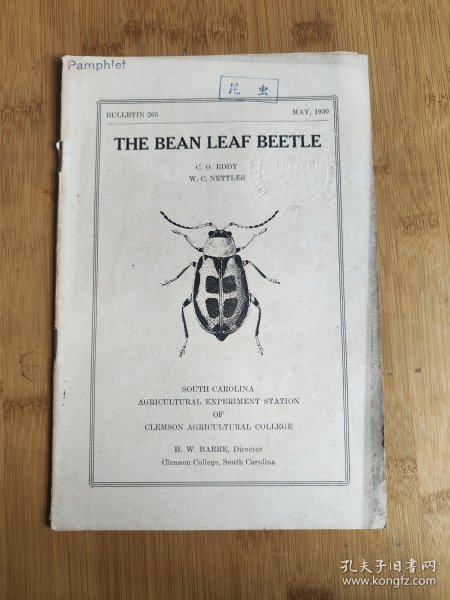 Pamphlet
昆 虫
BULLETIN 265
MAY, 1930
THE BEAN LEAF BEETLE
C. O. EDDY
W. C. NETTLES
SOUTH CAROLINA
AGRICULTURAL EXPERIMENT STATION
OF
CLEMSON AGRICULTURAL COLLEGE
H. W. BARRE, Director
Clemson College, South Carolina
孔夫子旧书网
www.kongfz.com